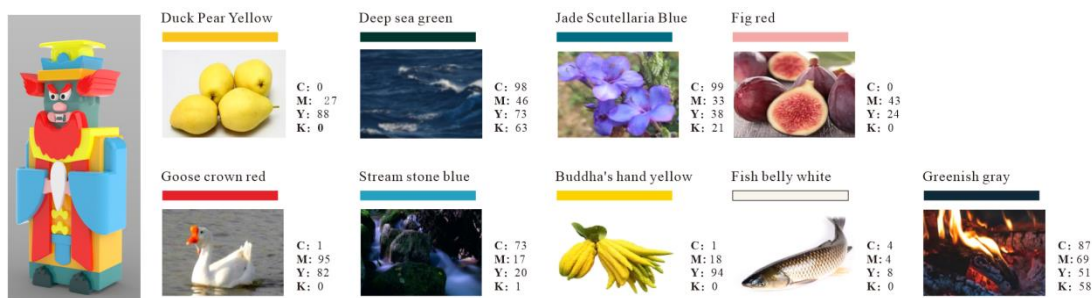 Duck Pear Yellow
C: 0
M: 27
Y: 88
K: 0
Deep sea green
C: 98
M: 46
Y: 73
K: 63
Jade Scutellaria Blue
C: 99
M: 33
Y: 38
K: 21
Fig red
C: 0
M: 43
Y: 24
K: 0
Goose crown red
C: 1
M: 95
Y: 82
K: 0
Stream stone blue
C: 73
M: 17
Y: 20
K: 1
Buddha's hand yellow
C: 1
M: 18
Y: 94
K: 0
Fish belly white
C: 4
M: 4
Y: 8
K: 0
Greenish gray
C: 87
M: 69
Y: 51
K: 58